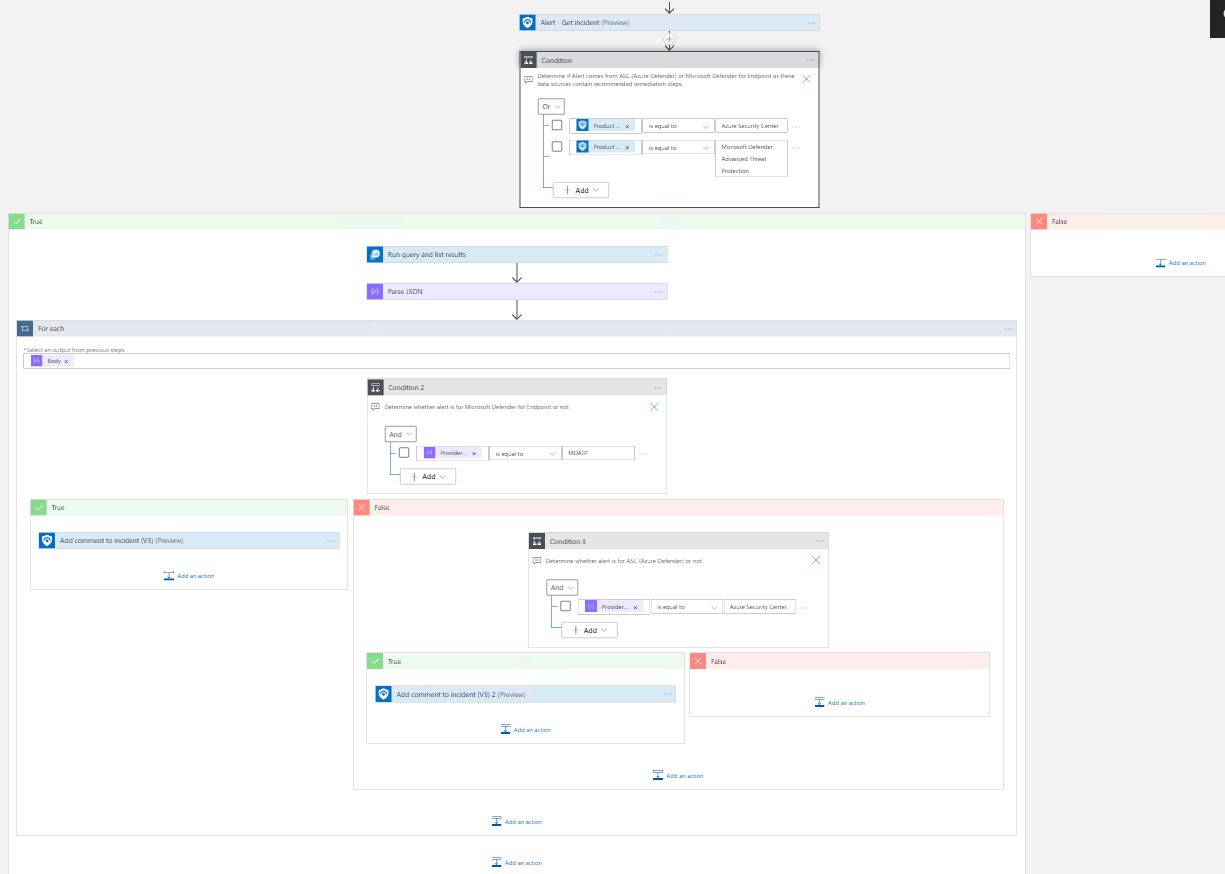 Alert - Get incident (Preview)
Condition
Determine if Alert comes from ASC (Azure Defender) or Microsoft Defender for Endpoint as these
data sources contain recommended remediation steps.
Or
Product ... × is equal to Azure Security Center
Product ... × is equal to Microsoft Defender
Advanced Threat
Protection
Add
True
False
Add an action
Run query and list results
Parse JSON
For each
*Select an output from previous steps
Body ×
Condition 2
Determine whether alert is for Microsoft Defender for Endpoint or not
And
Provider... × is equal to MDATP
Add
True
False
Add comment to incident (V3) (Preview)
Add an action
Condition 3
Determine whether alert is for ASC (Azure Defender) or not
And
Provider... × is equal to Azure Security Center
Add
True
False
Add comment to incident (V3) 2 (Preview)
Add an action
Add an action
Add an action
Add an action
Add an action